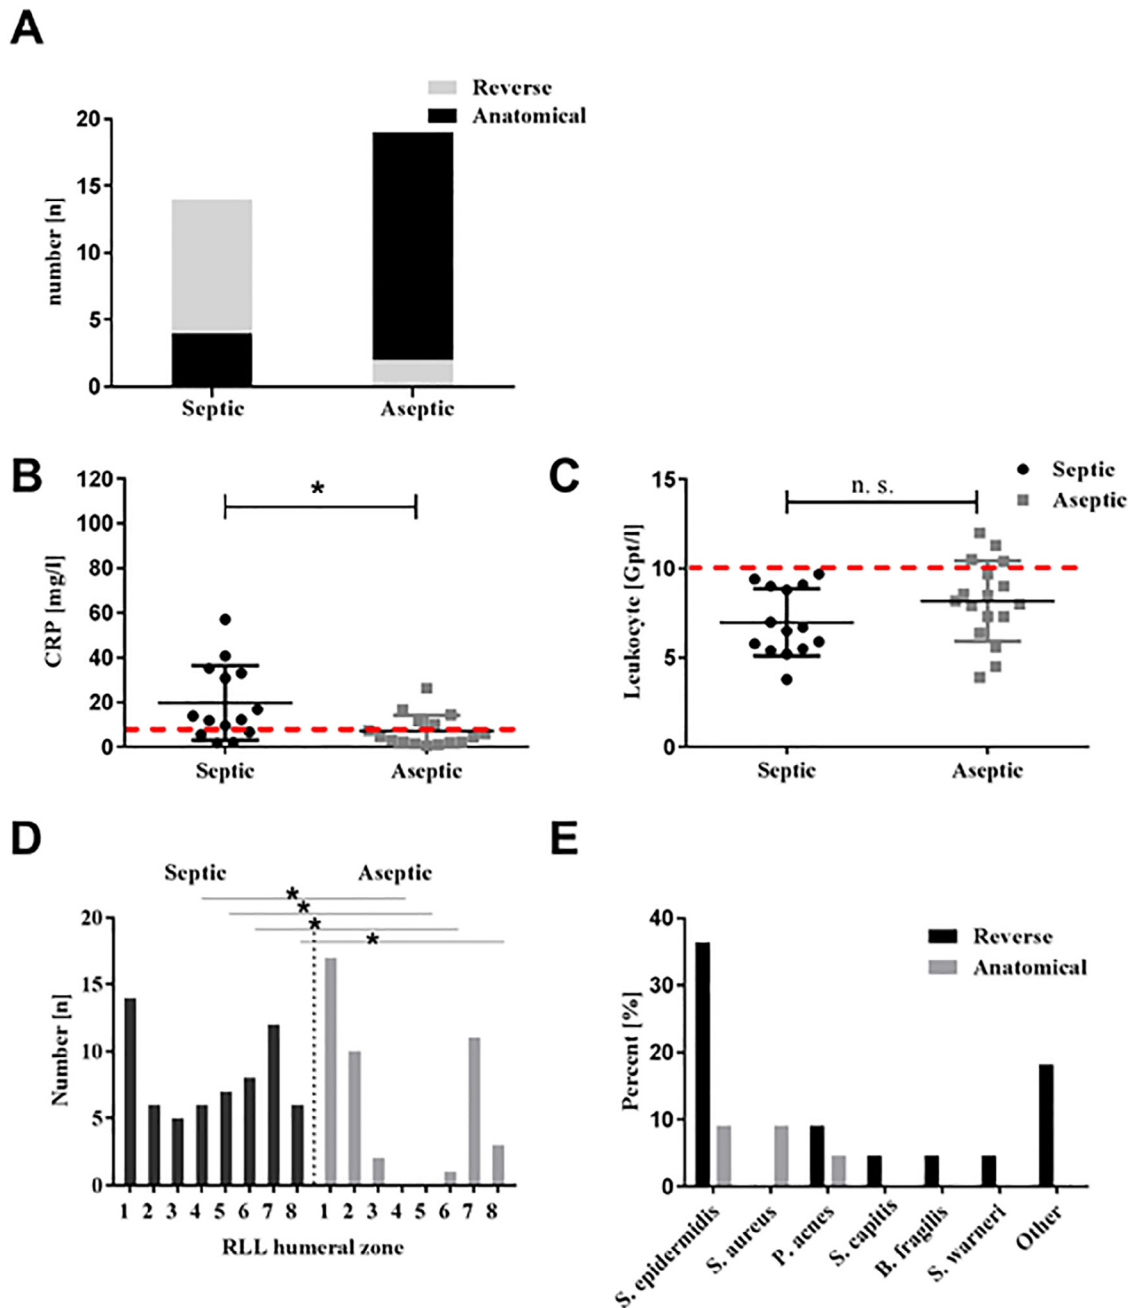 A
Reverse
Anatomical
number [n]
20
15
10
5
0
Septic Aseptic
B
CRP [mg/l]
120
100
80
60
40
20
0
*
Septic Aseptic
C
Leukocyte [Gpt/l]
15
10
5
0
n. s.
Septic
Aseptic
Septic Aseptic
D
Septic Aseptic
*
*
*
*
Number [n]
20
15
10
5
0
1 2 3 4 5 6 7 8 1 2 3 4 5 6 7 8
RLL humeral zone
E
Percent [%]
40
30
20
10
0
Reverse
Anatomical
S. epidermidis
S. aureus
P. acnes
S. capitis
B. fragilis
S. warneri
Other